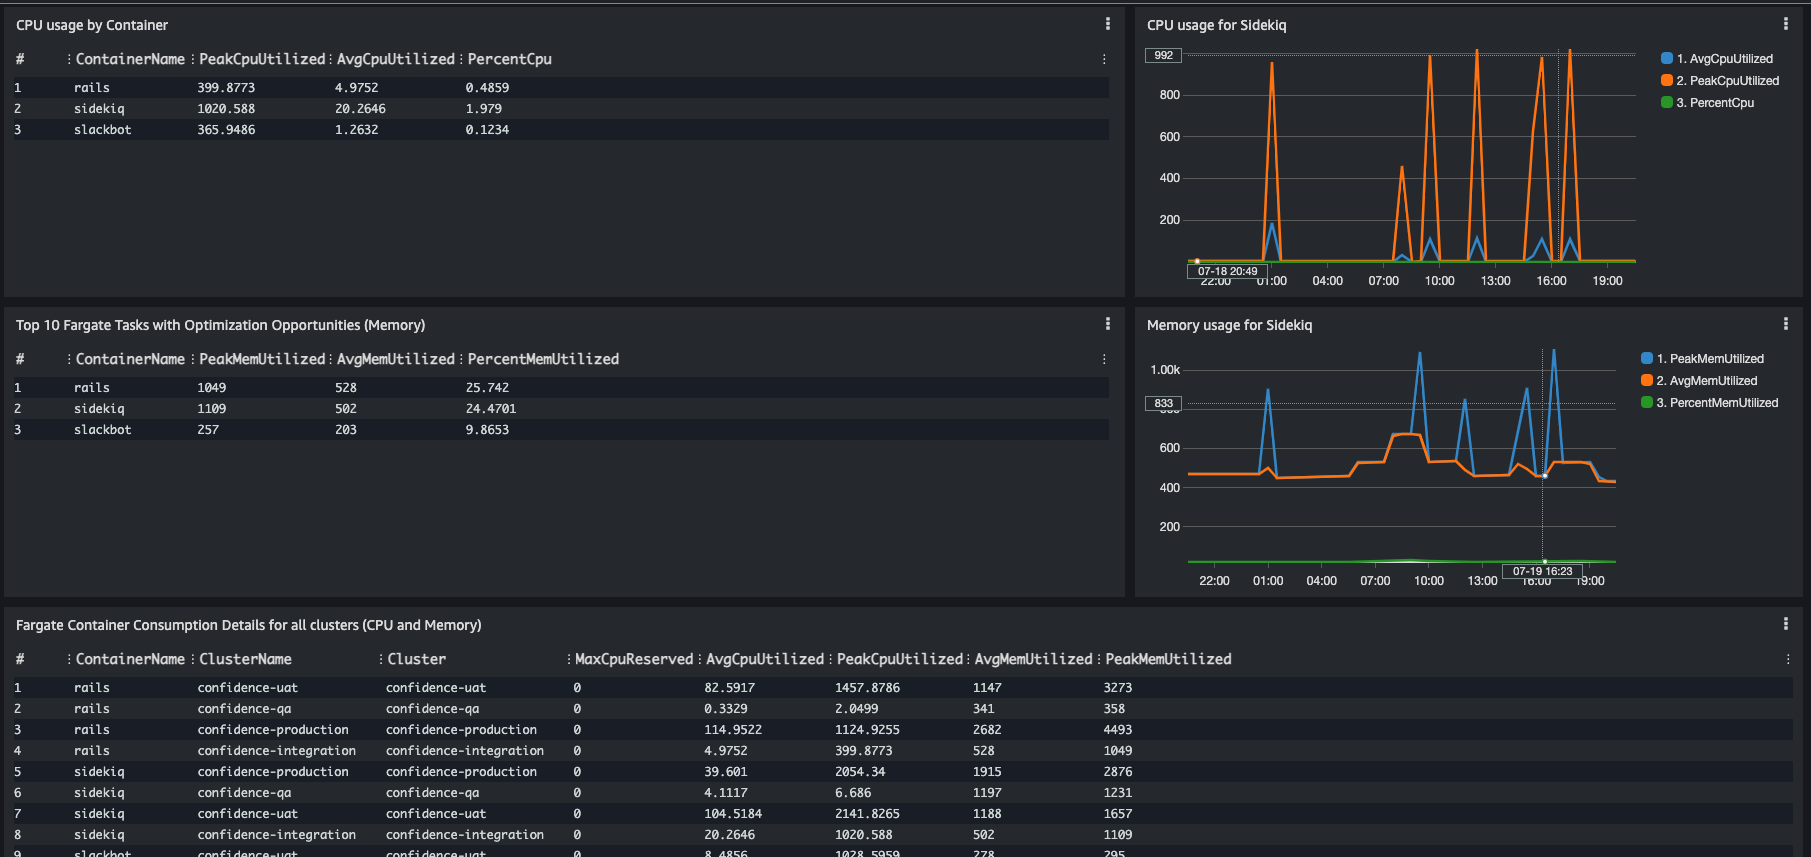 CPU usage by Container
# ContainerName PeakCpuUtilized AvgCpuUtilized PercentCpu
1 rails 399.8773 4.9752 0.4859
2 sidekiq 1020.588 20.2646 1.979
3 slackbot 365.9486 1.2632 0.1234
CPU usage for Sidekiq
992
800
600
400
200
07-18 20:49
22:00 01:00 04:00 07:00 10:00 13:00 16:00 19:00
1. AvgCpuUtilized
2. PeakCpuUtilized
3. PercentCpu
Top 10 Fargate Tasks with Optimization Opportunities (Memory)
# ContainerName PeakMemUtilized AvgMemUtilized PercentMemUtilized
1 rails 1049 528 25.742
2 sidekiq 1109 502 24.4701
3 slackbot 257 203 9.8653
Memory usage for Sidekiq
1.00k
833
800
600
400
200
07-19 16:23
22:00 01:00 04:00 07:00 10:00 13:00 16:00 19:00
1. PeakMemUtilized
2. AvgMemUtilized
3. PercentMemUtilized
Fargate Container Consumption Details for all clusters (CPU and Memory)
# ContainerName ClusterName Cluster MaxCpuReserved AvgCpuUtilized PeakCpuUtilized AvgMemUtilized PeakMemUtilized
1 rails confidence-uat confidence-uat 0 82.5917 1457.8786 1147 3273
2 rails confidence-qa confidence-qa 0 0.3329 2.0499 341 358
3 rails confidence-production confidence-production 0 114.9522 1124.9255 2682 4493
4 rails confidence-integration confidence-integration 0 4.9752 399.8773 528 1049
5 sidekiq confidence-production confidence-production 0 39.601 2054.34 1915 2876
6 sidekiq confidence-qa confidence-qa 0 4.1117 6.686 1197 1231
7 sidekiq confidence-uat confidence-uat 0 104.5184 2141.8265 1188 1657
8 sidekiq confidence-integration confidence-integration 0 20.2646 1020.588 502 1109
9 slackbot confidence-uat confidence-uat 0 8.4856 1028.5959 278 295